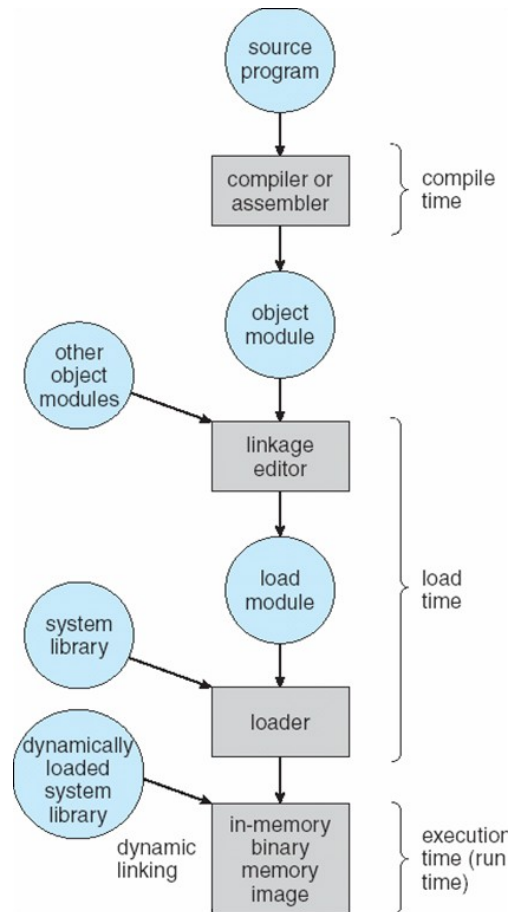 source
program
compiler or
assembler
compile
time
object
module
other
object
modules
linkage
editor
load
module
load
time
system
library
loader
dynamically
loaded
system
library
dynamic
linking
in-memory
binary
memory
image
execution
time (run
time)